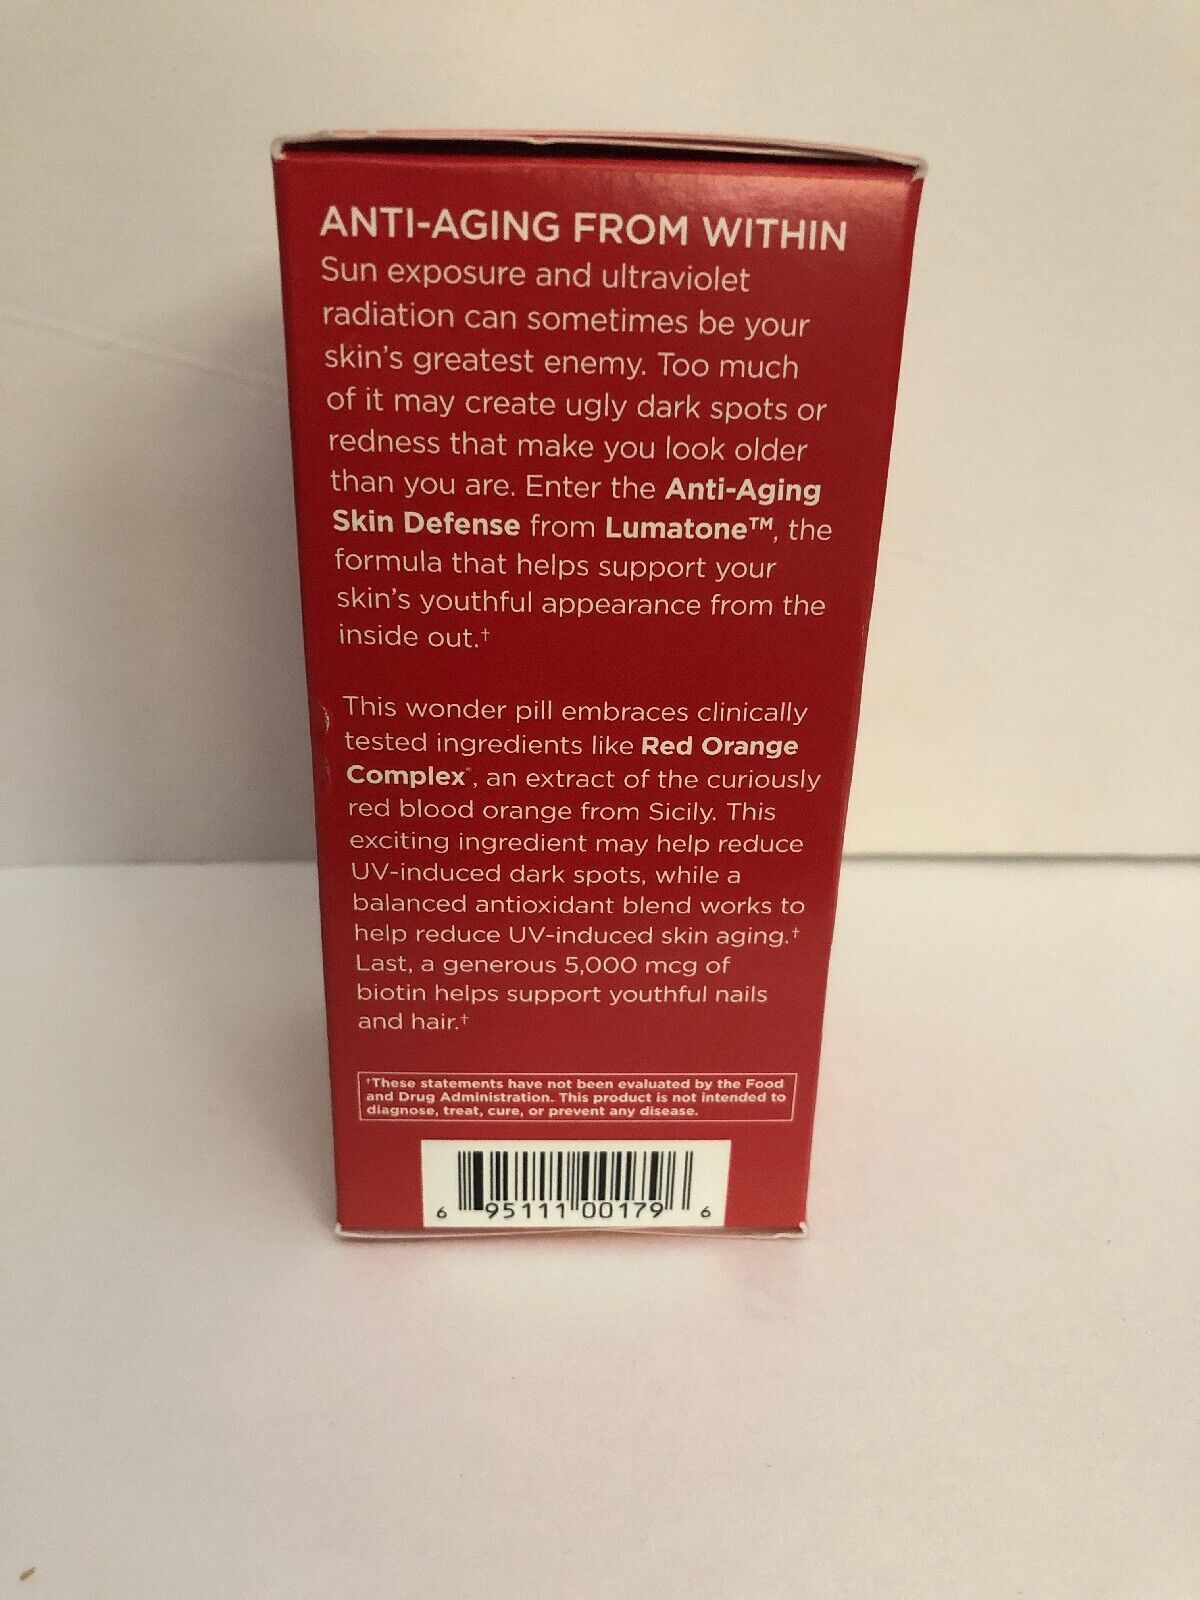 ANTI-AGING FROM WITHIN
Sun exposure and ultraviolet
radiation can sometimes be your
skin's greatest enemy. Too much
of it may create ugly dark spots or
redness that make you look older
than you are. Enter the Anti-Aging
Skin Defense from Lumatone™, the
formula that helps support your
skin's youthful appearance from the
inside out.†
This wonder pill embraces clinically
tested ingredients like Red Orange
Complex*, an extract of the curiously
red blood orange from Sicily. This
exciting ingredient may help reduce
UV-induced dark spots, while a
balanced antioxidant blend works to
help reduce UV-induced skin aging.†
Last, a generous 5,000 mcg of
biotin helps support youthful nails
and hair.†
†These statements have not been evaluated by the Food
and Drug Administration. This product is not intended to
diagnose, treat, cure, or prevent any disease.
6 95111 00179 6